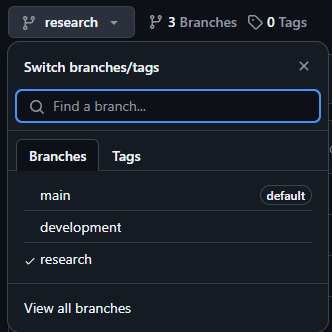 research 3 Branches 0 Tags
Switch branches/tags
Find a branch...
Branches Tags
main default
development
research
View all branches